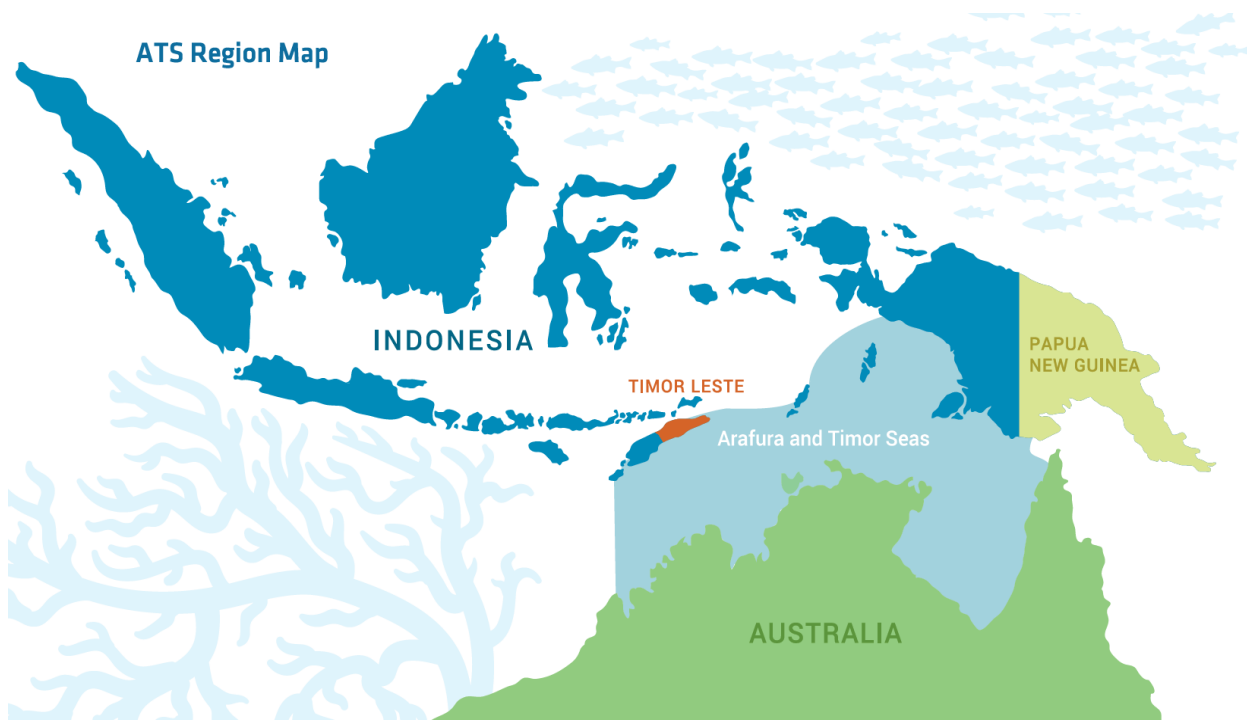 ATS Region Map
INDONESIA
TIMOR LESTE
PAPUA
NEW GUINEA
Arafura and Timor Seas
AUSTRALIA